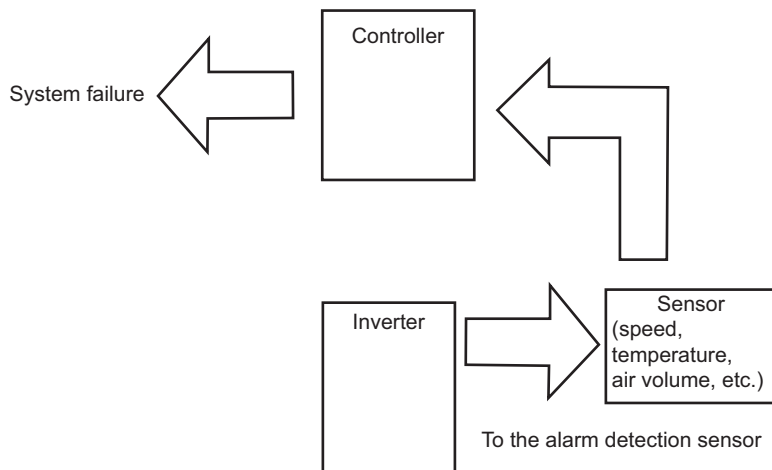 Controller
System failure
Inverter
Sensor
(speed,
temperature,
air volume, etc.)
To the alarm detection sensor